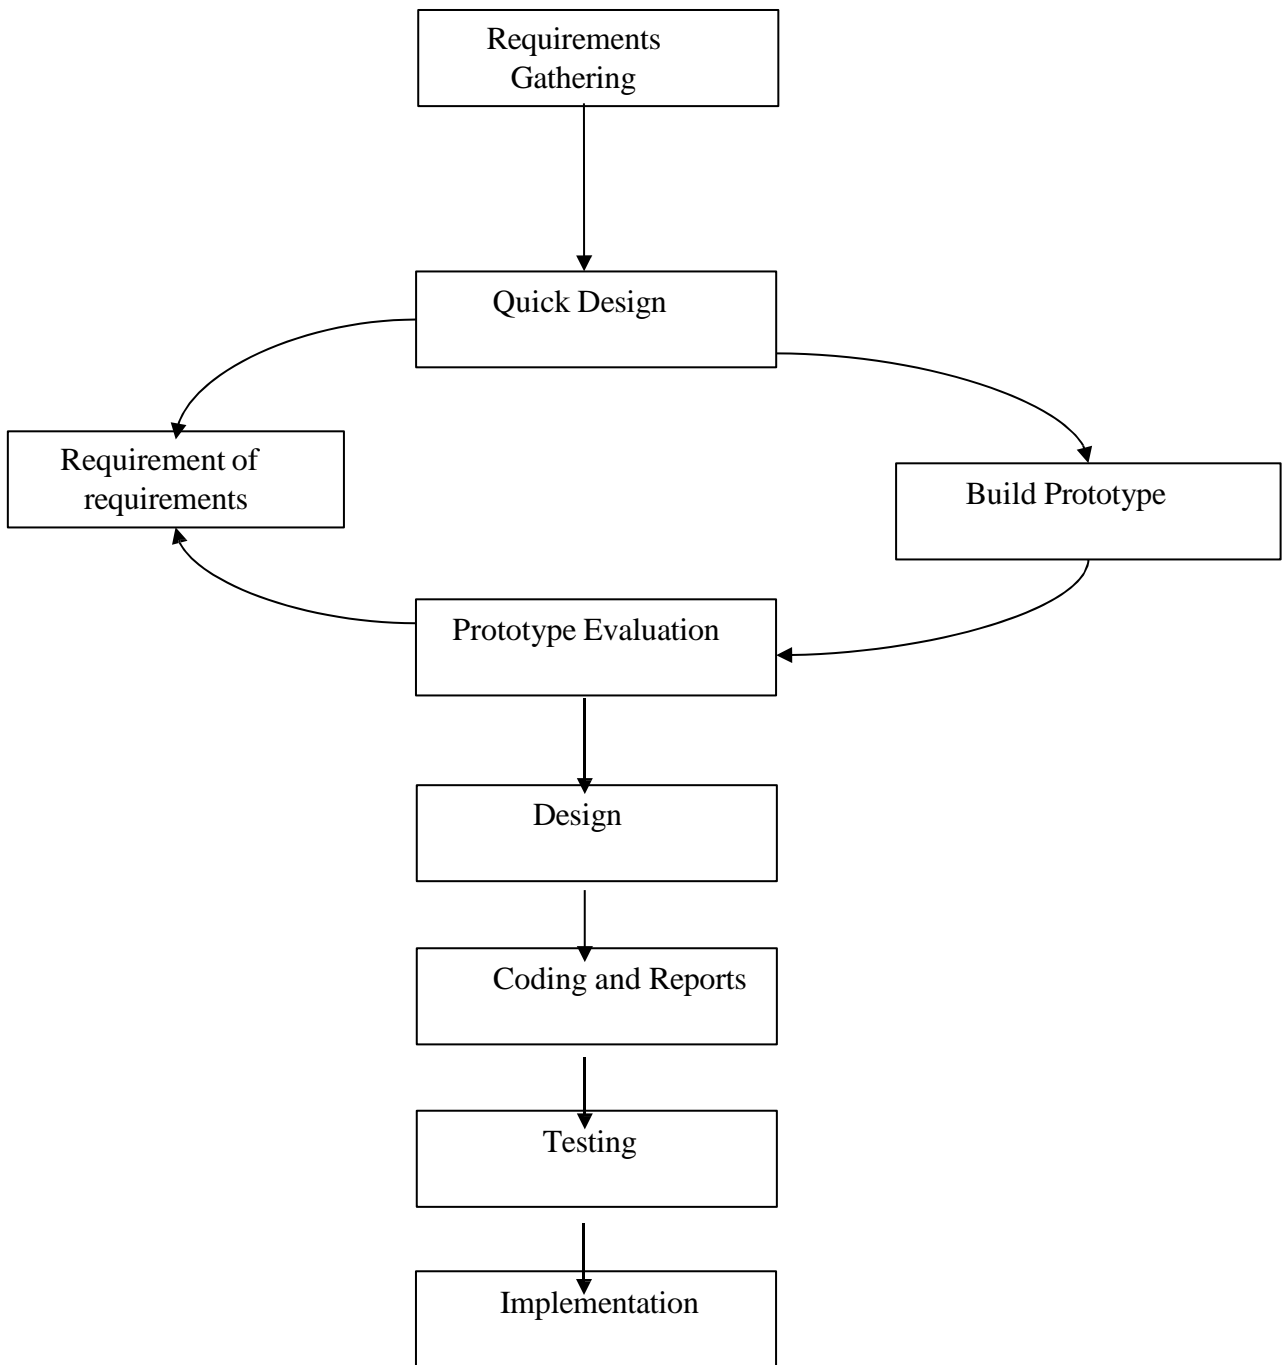 Requirements
Gathering
Quick Design
Requirement of
requirements
Build Prototype
Prototype Evaluation
Design
Coding and Reports
Testing
Implementation